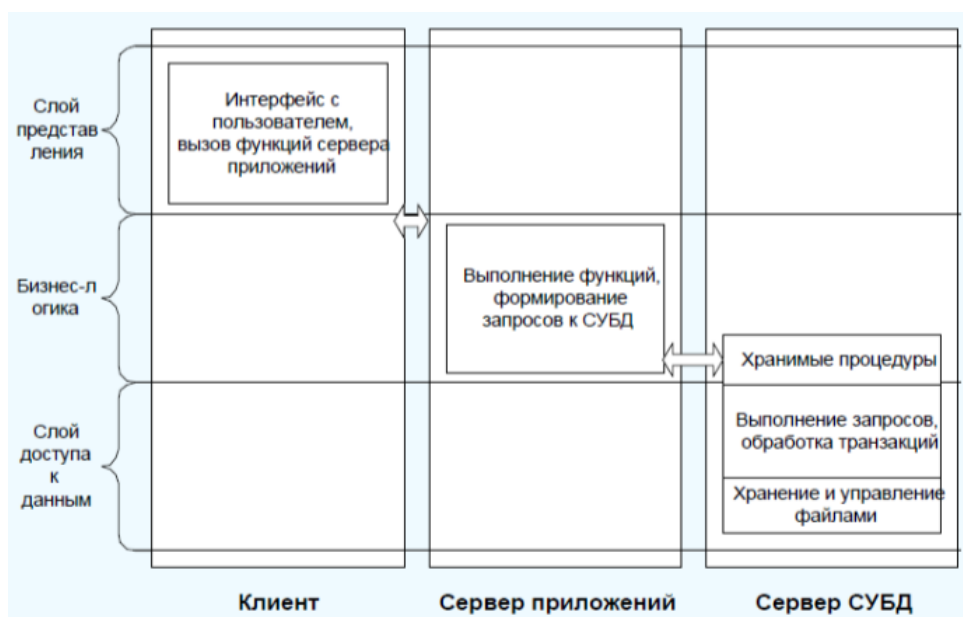 Слой
представ
ления
Интерфейс с
пользователем,
вызов функций сервера
приложений
Бизнес-л
огика
Выполнение функций,
формирование
запросов к СУБД
Хранимые процедуры
Слой
доступа
к
данным
Выполнение запросов,
обработка транзакций
Хранение и управление
файлами
Клиент
Сервер приложений
Сервер СУБД